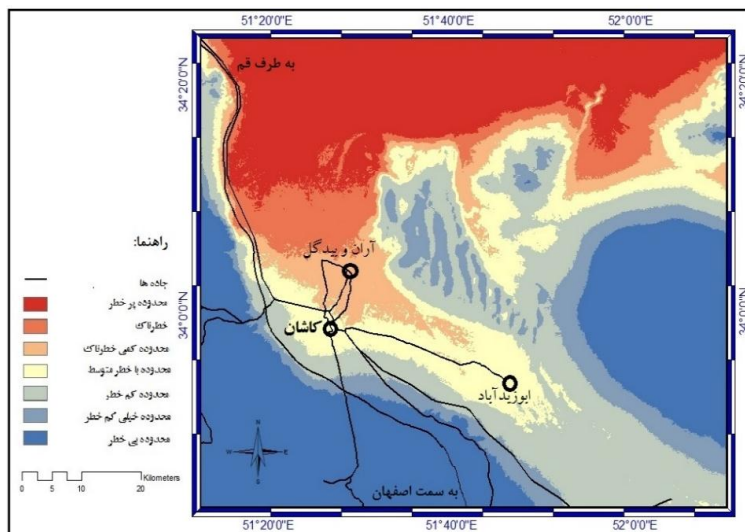 51°20'0"E
51°40'0"E
52°0'0"E
34°20'0"N
34°20'0"N
34°0'0"N
34°0'0"N
به طرف قم
آران و بیدگل
کاشان
ابوزیدآباد
به سمت اصفهان
راهنما:
جاده ها
محدوده پر خطر
خطرناک
محدوده کمی خطرناک
محدوده با خطر متوسط
محدوده کم خطر
محدوده خیلی کم خطر
محدوده بی خطر
N
W
E
S
0 5 10 20
Kilometers
51°20'0"E
51°40'0"E
52°0'0"E